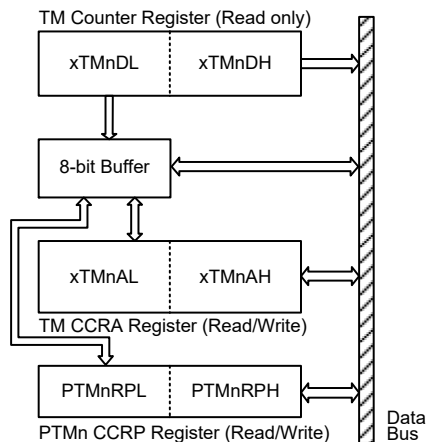 TM Counter Register (Read only)
xTMnDL xTMnDH
8-bit Buffer
xTMnAL xTMnAH
TM CCRA Register (Read/Write)
PTMnRPL PTMnRPH
PTMn CCRP Register (Read/Write)
Data
Bus